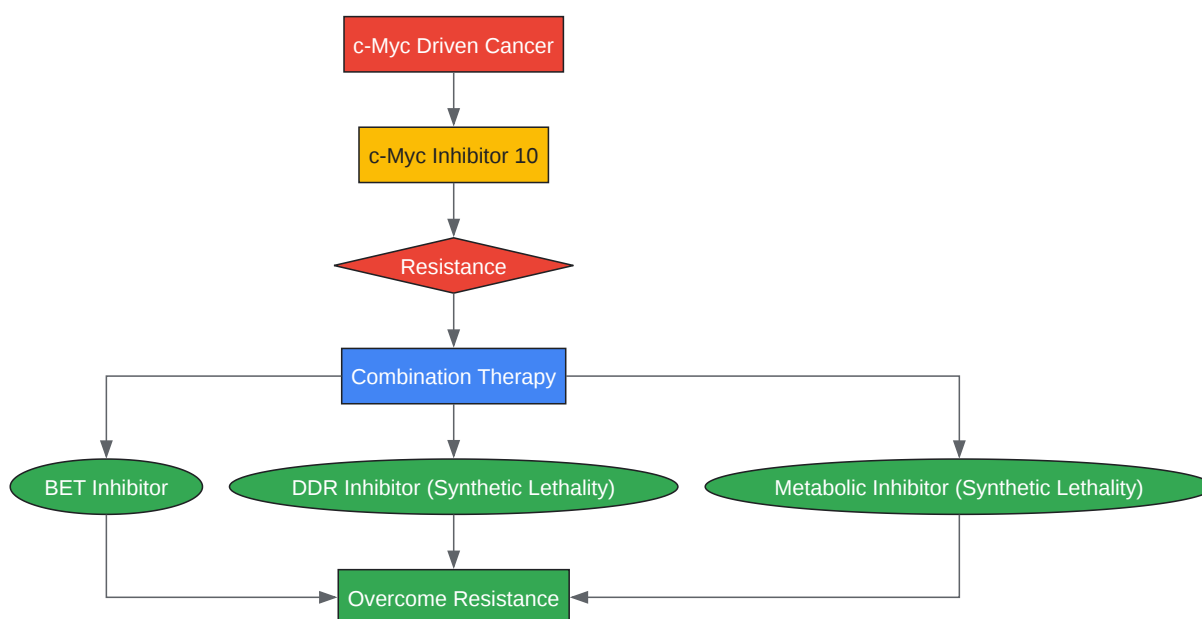 c-Myc Driven Cancer
c-Myc Inhibitor 10
Resistance
Combination Therapy
BET Inhibitor
DDR Inhibitor (Synthetic Lethality)
Metabolic Inhibitor (Synthetic Lethality)
Overcome Resistance